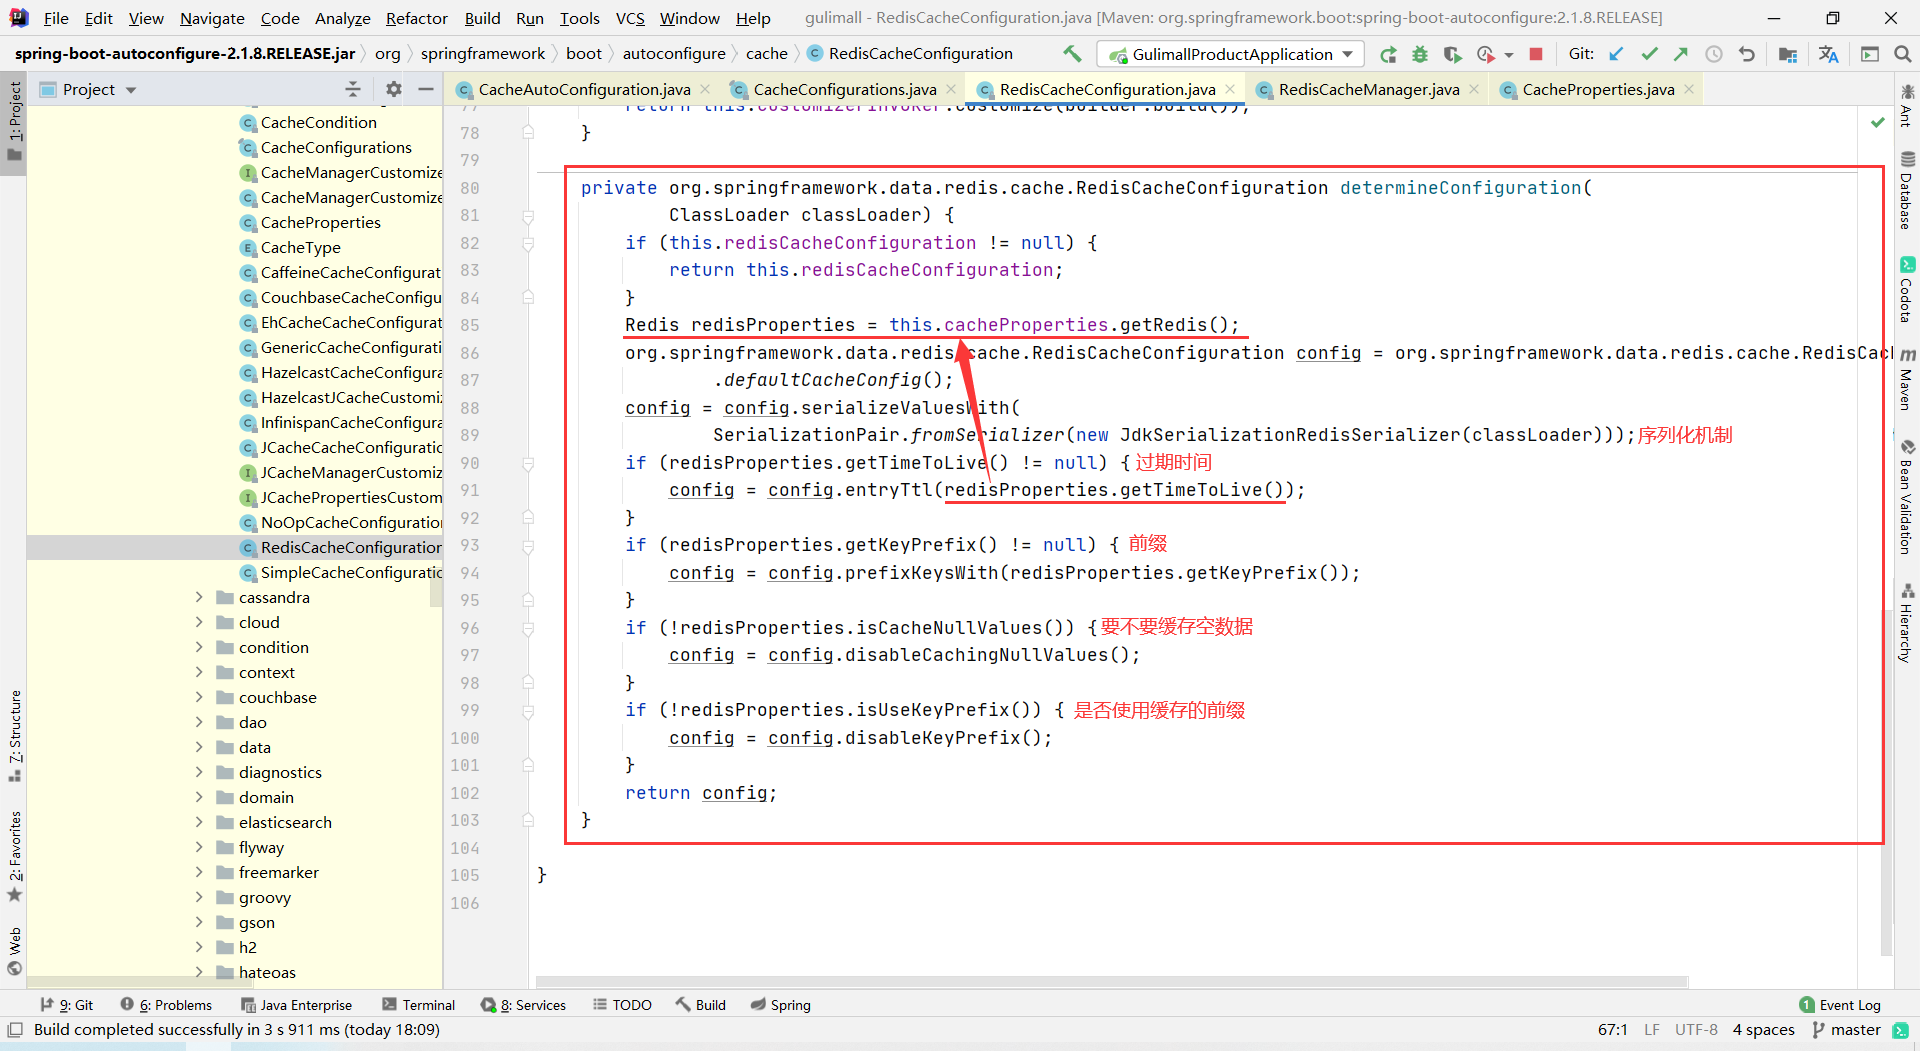 File Edit View Navigate Code Analyze Refactor Build Run Tools VCS Window Help gulimall - RedisCacheConfiguration.java [Maven: org.springframework.boot:spring-boot-autoconfigure:2.1.8.RELEASE]
spring-boot-autoconfigure-2.1.8.RELEASE.jar org springframework boot autoconfigure cache RedisCacheConfiguration GulimallProductApplication Git:
Project
CacheAutoConfiguration.java CacheConfigurations.java RedisCacheConfiguration.java RedisCacheManager.java CacheProperties.java
1: Project
7: Structure
2: Favorites
Web
CacheCondition
CacheConfigurations
CacheManagerCustomize
CacheManagerCustomize
CacheProperties
CacheType
CaffeineCacheConfigurat
CouchbaseCacheConfigu
EhCacheCacheConfigurat
GenericCacheConfigurati
HazelcastCacheConfigura
HazelcastJCacheCustomi
InfinispanCacheConfigura
JCacheCacheConfiguratio
JCacheManagerCustomiz
JCachePropertiesCustom
NoOpCacheConfiguration
RedisCacheConfiguration
SimpleCacheConfiguratio
cassandra
cloud
condition
context
couchbase
dao
data
diagnostics
domain
elasticsearch
flyway
freemarker
groovy
gson
h2
hateoas
77 return this.customizerInvoker.customize(builder.build());
78 }
79
80 private org.springframework.data.redis.cache.RedisCacheConfiguration determineConfiguration(
81 ClassLoader classLoader) {
82 if (this.redisCacheConfiguration != null) {
83 return this.redisCacheConfiguration;
84 }
85 Redis redisProperties = this.cacheProperties.getRedis();
86 org.springframework.data.redis.cache.RedisCacheConfiguration config = org.springframework.data.redis.cache.RedisCac
87 .defaultCacheConfig();
88 config = config.serializeValuesWith(
89 SerializationPair.fromSerializer(new JdkSerializationRedisSerializer(classLoader))); 序列化机制
90 if (redisProperties.getTimeToLive() != null) { 过期时间
91 config = config.entryTtl(redisProperties.getTimeToLive());
92 }
93 if (redisProperties.getKeyPrefix() != null) { 前缀
94 config = config.prefixKeysWith(redisProperties.getKeyPrefix());
95 }
96 if (!redisProperties.isCacheNullValues()) { 要不要缓存空数据
97 config = config.disableCachingNullValues();
98 }
99 if (!redisProperties.isUseKeyPrefix()) { 是否使用缓存的前缀
100 config = config.disableKeyPrefix();
101 }
102 return config;
103 }
104
105 }
106
Ant
Database
Codota
Maven
Bean Validation
Hierarchy
9: Git 6: Problems Java Enterprise Terminal 8: Services TODO Build Spring 1 Event Log
Build completed successfully in 3 s 911 ms (today 18:09) 67:1 LF UTF-8 4 spaces master